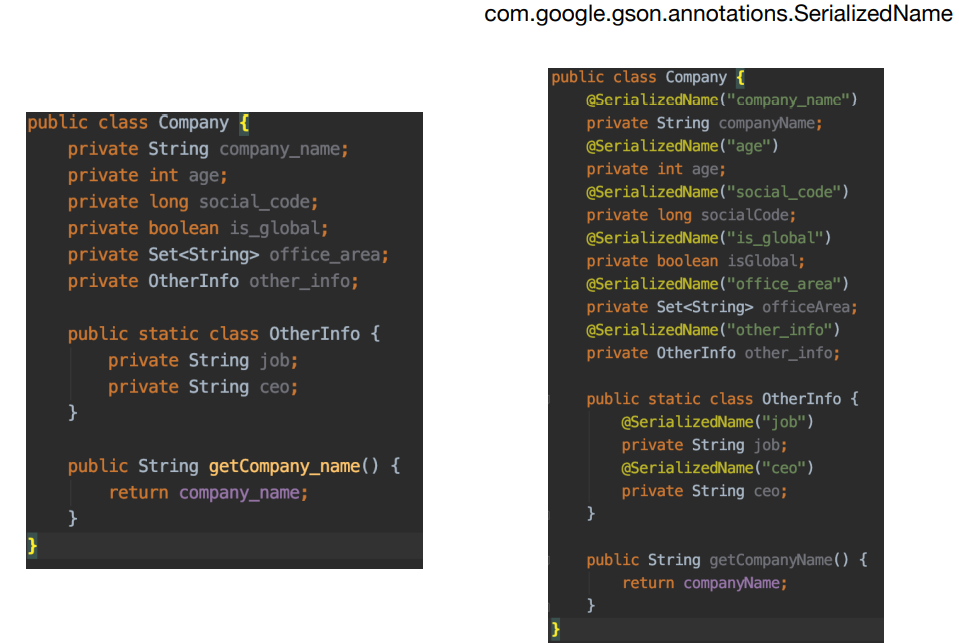 com.google.gson.annotations.SerializedName
public class Company {
private String company_name;
private int age;
private long social_code;
private boolean is_global;
private Set<String> office_area;
private OtherInfo other_info;
public static class OtherInfo {
private String job;
private String ceo;
}
public String getCompany_name() {
return company_name;
}
}
public class Company {
@SerializedName("company_name")
private String companyName;
@SerializedName("age")
private int age;
@SerializedName("social_code")
private long socialCode;
@SerializedName("is_global")
private boolean isGlobal;
@SerializedName("office_area")
private Set<String> officeArea;
@SerializedName("other_info")
private OtherInfo other_info;
public static class OtherInfo {
@SerializedName("job")
private String job;
@SerializedName("ceo")
private String ceo;
}
public String getCompanyName() {
return companyName;
}
}